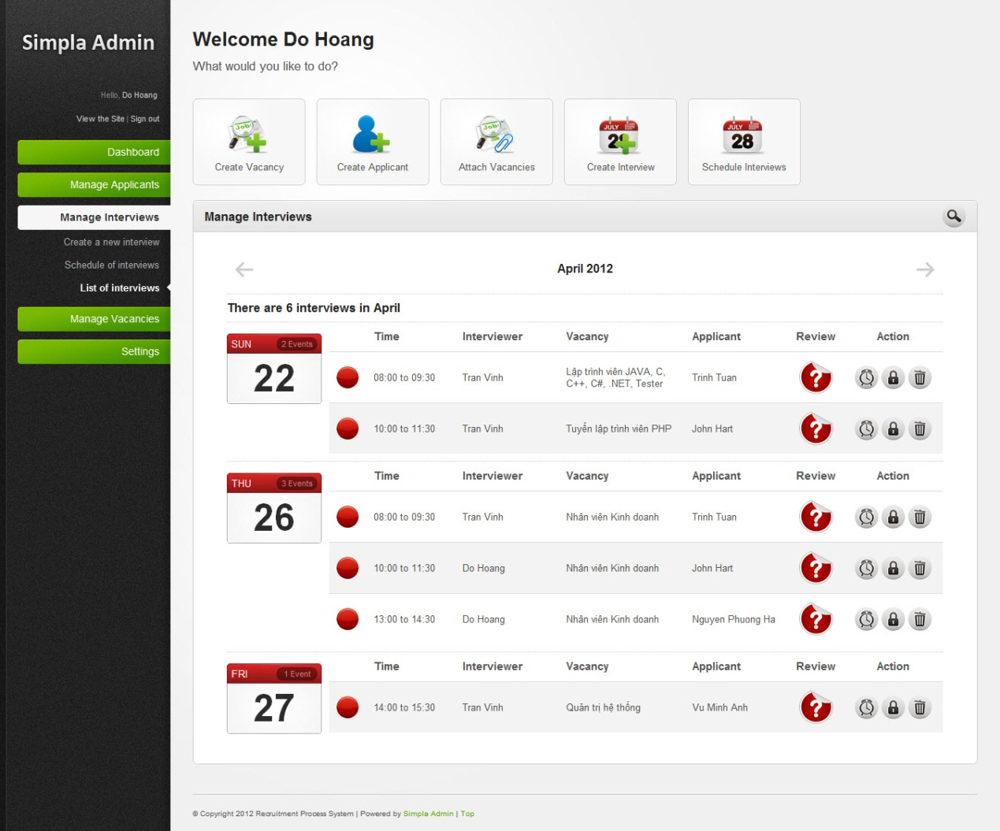 Simpla Admin
Hello, Do Hoang
View the Site | Sign out
Dashboard
Manage Applicants
Manage Interviews
Create a new interview
Schedule of interviews
List of interviews
Manage Vacancies
Settings
Welcome Do Hoang
What would you like to do?
Job!
Create Vacancy
Create Applicant
Job!
Attach Vacancies
JULY
Create Interview
JULY
28
Schedule Interviews
Manage Interviews
April 2012
There are 6 interviews in April
SUN 2 Events
22
Time Interviewer Vacancy Applicant Review Action
08:00 to 09:30 Tran Vinh Lập trình viên JAVA, C, C++, C#, .NET, Tester Trinh Tuan ?
10:00 to 11:30 Tran Vinh Tuyển lập trình viên PHP John Hart ?
THU 3 Events
26
Time Interviewer Vacancy Applicant Review Action
08:00 to 09:30 Tran Vinh Nhân viên Kinh doanh Trinh Tuan ?
10:00 to 11:30 Do Hoang Nhân viên Kinh doanh John Hart ?
13:00 to 14:30 Do Hoang Nhân viên Kinh doanh Nguyen Phuong Ha ?
FRI 1 Event
27
Time Interviewer Vacancy Applicant Review Action
14:00 to 15:30 Tran Vinh Quản trị hệ thống Vu Minh Anh ?
© Copyright 2012 Recruitment Process System | Powered by Simpla Admin | Top